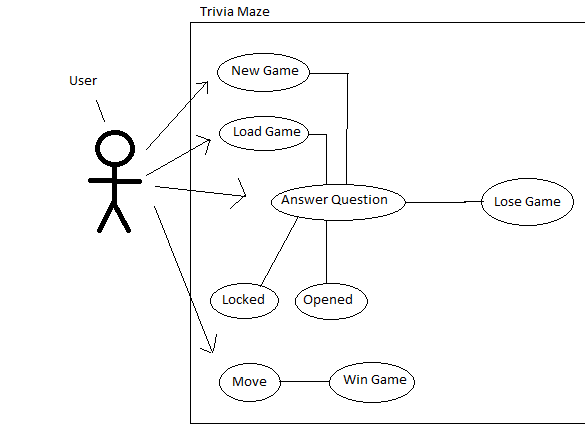 Trivia Maze
User
New Game
Load Game
Answer Question
Lose Game
Locked
Opened
Move
Win Game